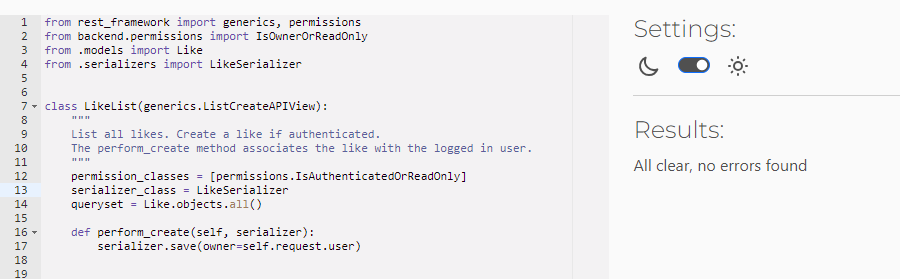 1 from rest_framework import generics, permissions
2 from backend.permissions import IsOwnerOrReadOnly
3 from .models import Like
4 from .serializers import LikeSerializer
5
6
7 class LikeList(generics.ListCreateAPIView):
8     """
9     List all likes. Create a like if authenticated.
10     The perform_create method associates the like with the logged in user.
11     """
12     permission_classes = [permissions.IsAuthenticatedOrReadOnly]
13     serializer_class = LikeSerializer
14     queryset = Like.objects.all()
15
16     def perform_create(self, serializer):
17         serializer.save(owner=self.request.user)
18
19
Settings:
Results:
All clear, no errors found